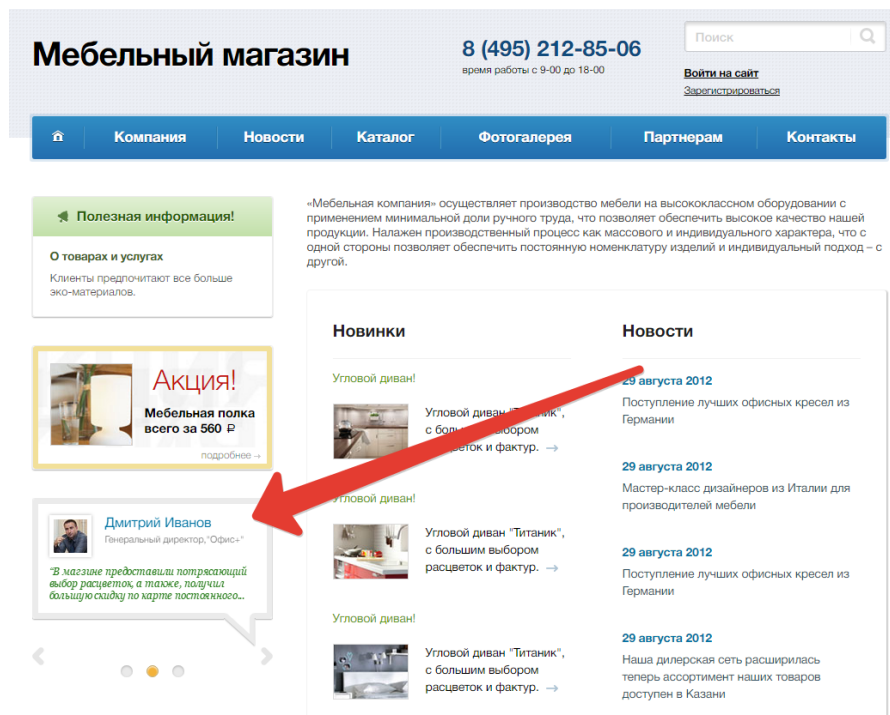 Мебельный магазин
8 (495) 212-85-06
время работы с 9-00 до 18-00
Поиск
Войти на сайт
Зарегистрироваться
Компания
Новости
Каталог
Фотогалерея
Партнерам
Контакты
Полезная информация!
О товарах и услугах
Клиенты предпочитают все больше
эко-материалов.
Акция!
Мебельная полка
всего за 560 ₽
подробнее →
Дмитрий Иванов
Генеральный директор,"Офис+"
"В магзине предоставили потрясающий
выбор расцветок, а также, получил
большую скидку по карте постоянного...
«Мебельная компания» осуществляет производство мебели на высококлассном оборудовании с
применением минимальной доли ручного труда, что позволяет обеспечить высокое качество нашей
продукции. Налажен производственный процесс как массового и индивидуального характера, что с
одной стороны позволяет обеспечить постоянную номенклатуру изделий и индивидуальный подход – с
другой.
Новинки
Угловой диван!
Угловой диван "Титаник",
с большим выбором
расцветок и фактур. →
Угловой диван!
Угловой диван "Титаник",
с большим выбором
расцветок и фактур. →
Угловой диван!
Угловой диван "Титаник",
с большим выбором
расцветок и фактур. →
Новости
29 августа 2012
Поступление лучших офисных кресел из
Германии
29 августа 2012
Мастер-класс дизайнеров из Италии для
производителей мебели
29 августа 2012
Поступление лучших офисных кресел из
Германии
29 августа 2012
Наша дилерская сеть расширилась
теперь ассортимент наших товаров
доступен в Казани